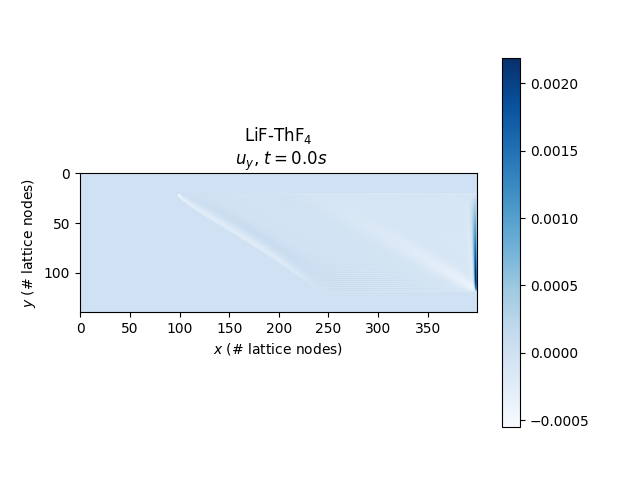 LiF-ThF₄
u_y, t = 0.0s
0
50
100
y (# lattice nodes)
0 50 100 150 200 250 300 350
x (# lattice nodes)
0.0020
0.0015
0.0010
0.0005
0.0000
−0.0005